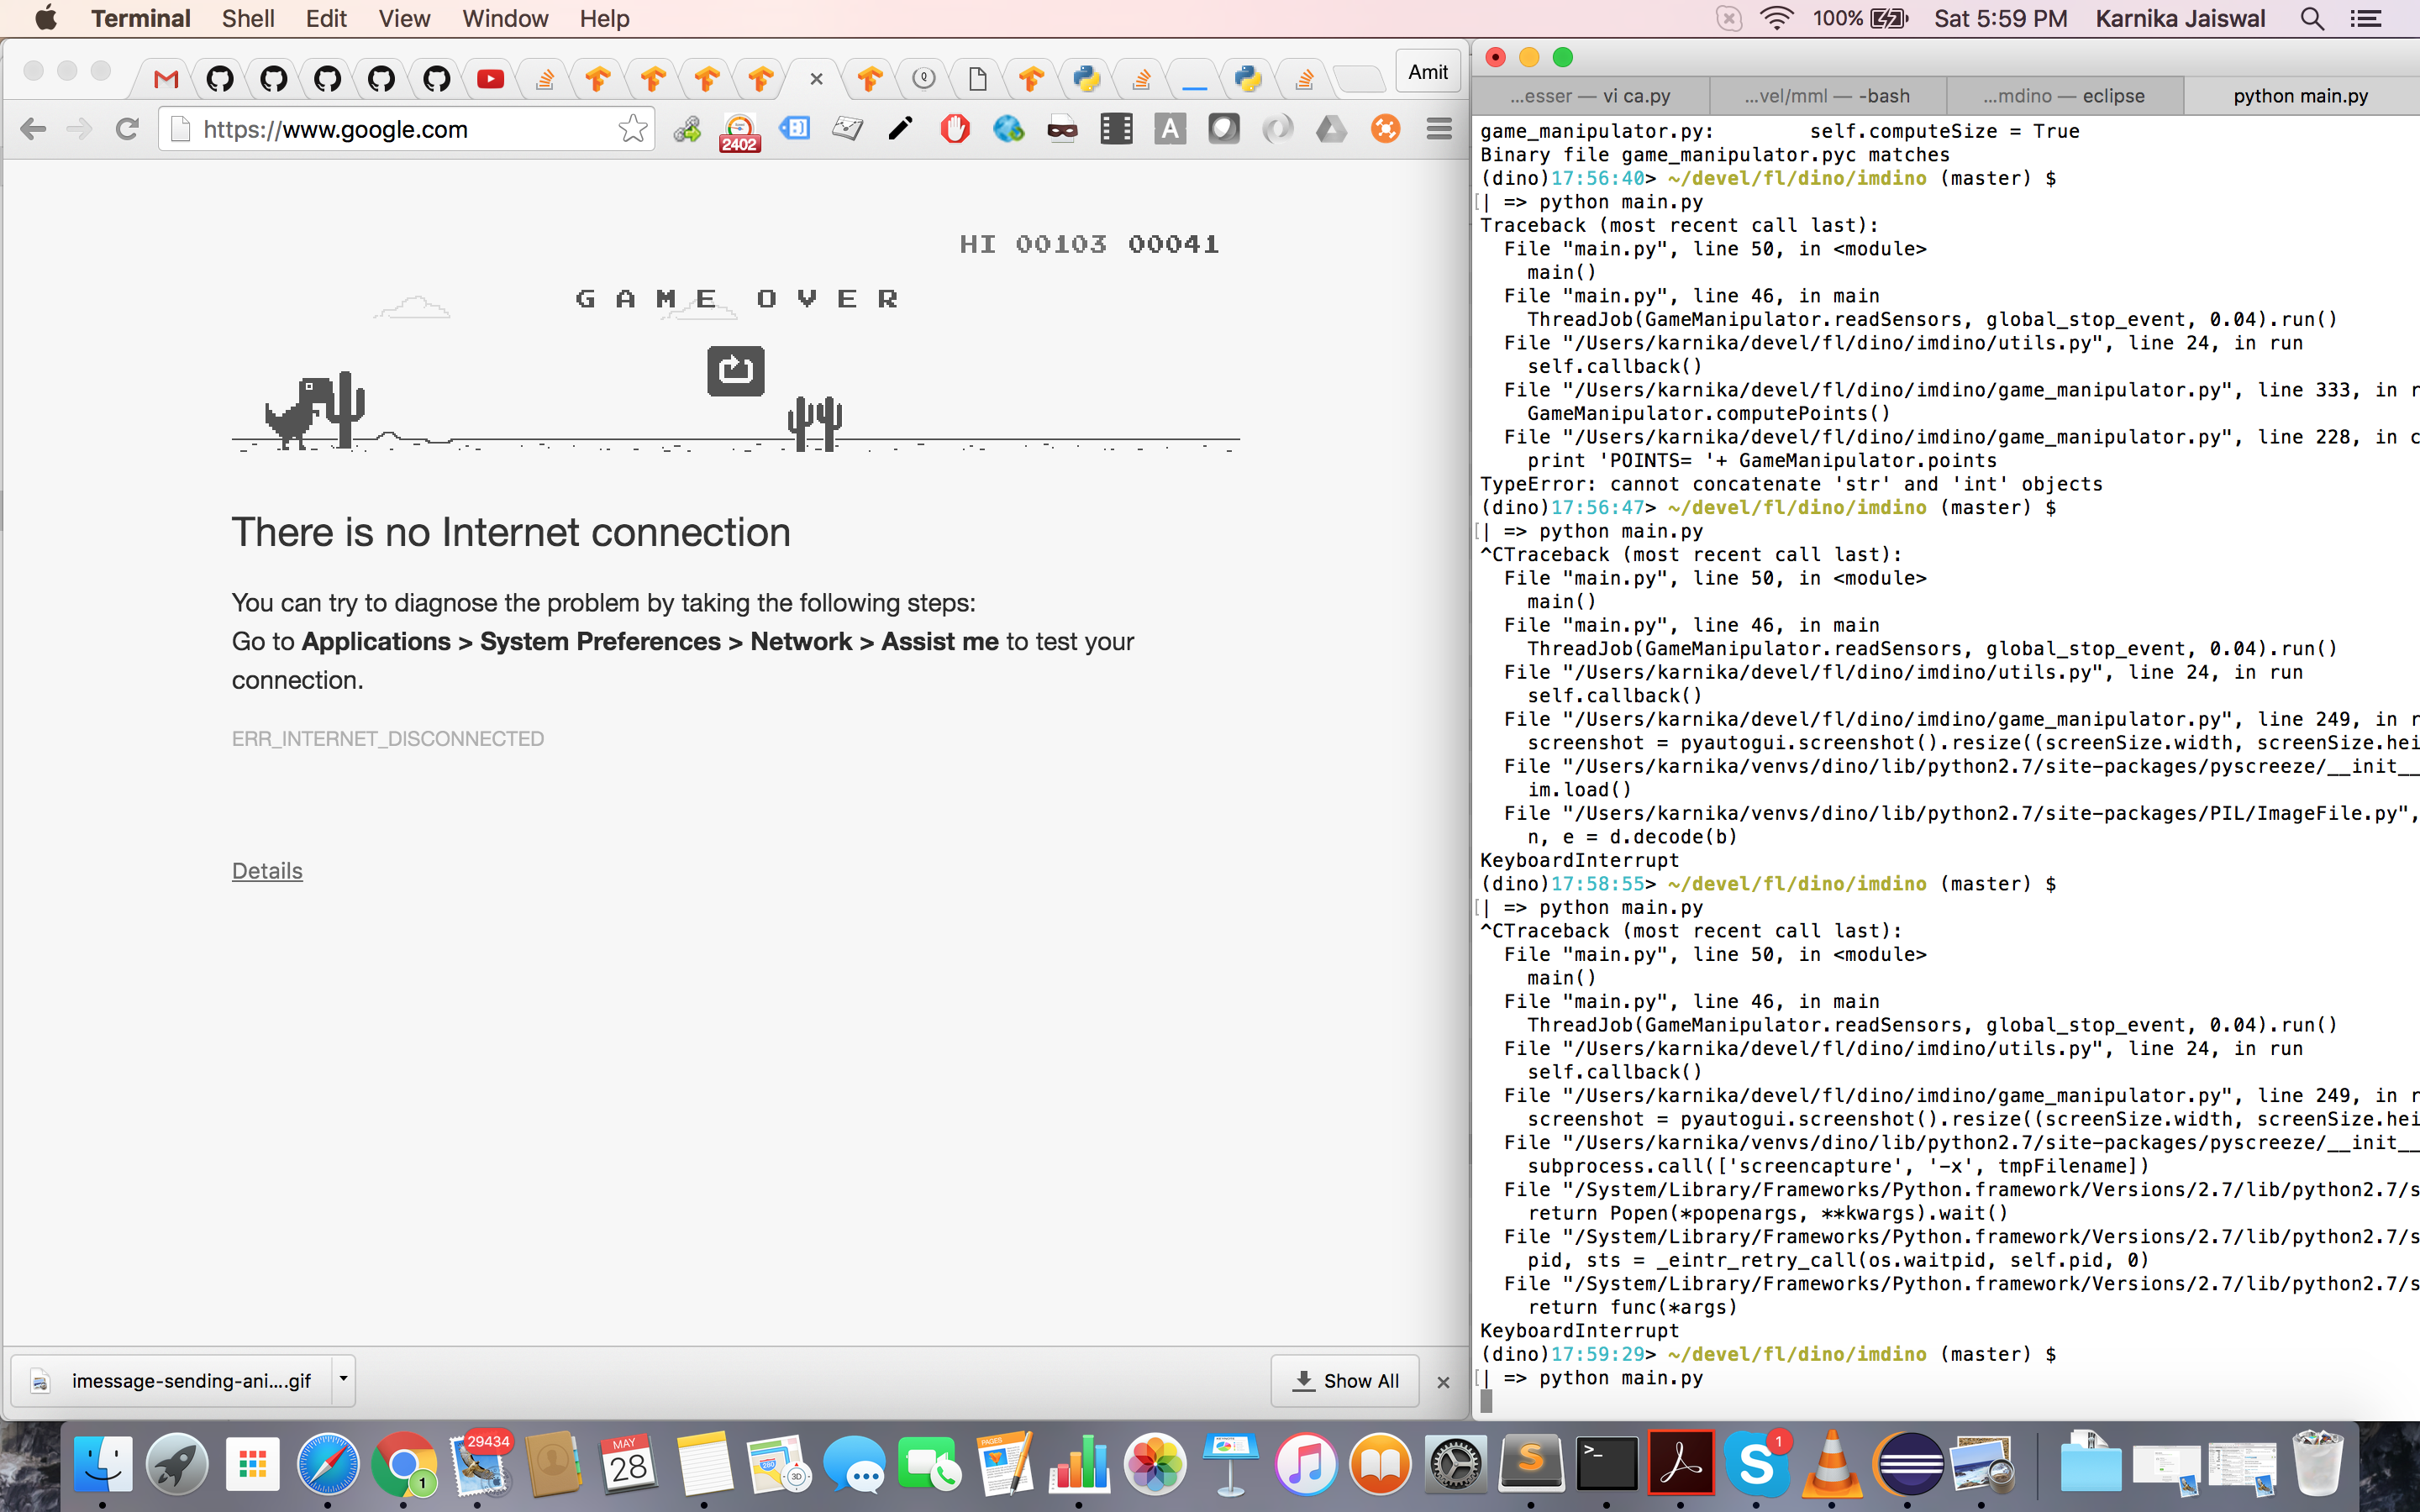 Terminal Shell Edit View Window Help
100% Sat 5:59 PM Karnika Jaiswal
Amit
https://www.google.com
2402
HI 00103 00041
GAME OVER
There is no Internet connection
You can try to diagnose the problem by taking the following steps:
Go to Applications > System Preferences > Network > Assist me to test your
connection.
ERR_INTERNET_DISCONNECTED
Details
imessage-sending-ani....gif
Show All
...esser — vi ca.py ...vel/mml — -bash ...mdino — eclipse python main.py
game_manipulator.py:        self.computeSize = True
Binary file game_manipulator.pyc matches
(dino)17:56:40> ~/devel/fl/dino/imdino (master) $
[| => python main.py
Traceback (most recent call last):
  File "main.py", line 50, in <module>
    main()
  File "main.py", line 46, in main
    ThreadJob(GameManipulator.readSensors, global_stop_event, 0.04).run()
  File "/Users/karnika/devel/fl/dino/imdino/utils.py", line 24, in run
    self.callback()
  File "/Users/karnika/devel/fl/dino/imdino/game_manipulator.py", line 333, in r
    GameManipulator.computePoints()
  File "/Users/karnika/devel/fl/dino/imdino/game_manipulator.py", line 228, in c
    print 'POINTS= '+ GameManipulator.points
TypeError: cannot concatenate 'str' and 'int' objects
(dino)17:56:47> ~/devel/fl/dino/imdino (master) $
[| => python main.py
^CTraceback (most recent call last):
  File "main.py", line 50, in <module>
    main()
  File "main.py", line 46, in main
    ThreadJob(GameManipulator.readSensors, global_stop_event, 0.04).run()
  File "/Users/karnika/devel/fl/dino/imdino/utils.py", line 24, in run
    self.callback()
  File "/Users/karnika/devel/fl/dino/imdino/game_manipulator.py", line 249, in r
    screenshot = pyautogui.screenshot().resize((screenSize.width, screenSize.hei
  File "/Users/karnika/venvs/dino/lib/python2.7/site-packages/pyscreeze/__init__
    im.load()
  File "/Users/karnika/venvs/dino/lib/python2.7/site-packages/PIL/ImageFile.py",
    n, e = d.decode(b)
KeyboardInterrupt
(dino)17:58:55> ~/devel/fl/dino/imdino (master) $
[| => python main.py
^CTraceback (most recent call last):
  File "main.py", line 50, in <module>
    main()
  File "main.py", line 46, in main
    ThreadJob(GameManipulator.readSensors, global_stop_event, 0.04).run()
  File "/Users/karnika/devel/fl/dino/imdino/utils.py", line 24, in run
    self.callback()
  File "/Users/karnika/devel/fl/dino/imdino/game_manipulator.py", line 249, in r
    screenshot = pyautogui.screenshot().resize((screenSize.width, screenSize.hei
  File "/Users/karnika/venvs/dino/lib/python2.7/site-packages/pyscreeze/__init__
    subprocess.call(['screencapture', '-x', tmpFilename])
  File "/System/Library/Frameworks/Python.framework/Versions/2.7/lib/python2.7/s
    return Popen(*popenargs, **kwargs).wait()
  File "/System/Library/Frameworks/Python.framework/Versions/2.7/lib/python2.7/s
    pid, sts = _eintr_retry_call(os.waitpid, self.pid, 0)
  File "/System/Library/Frameworks/Python.framework/Versions/2.7/lib/python2.7/s
    return func(*args)
KeyboardInterrupt
(dino)17:59:29> ~/devel/fl/dino/imdino (master) $
[| => python main.py
1 29434 MAY 28 280 3D PAGES 1